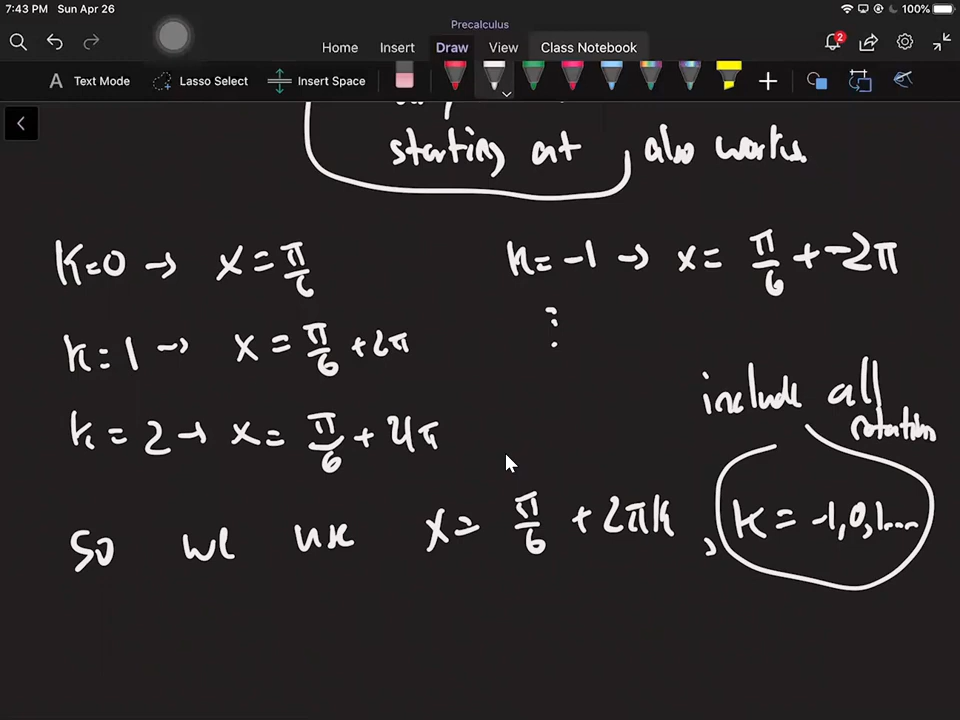 7:43 PM Sun Apr 26
100%
Precalculus
Home Insert Draw View Class Notebook
2
Text Mode Lasso Select Insert Space
starting at also works
K=0 → x = π/6
k = -1 → x = π/6 + -2π
k = 1 → x = π/6 + 2π
⋮
k = 2 → x = π/6 + 4π
include all
rotation
So we use x = π/6 + 2πk , k = -1, 0, 1....